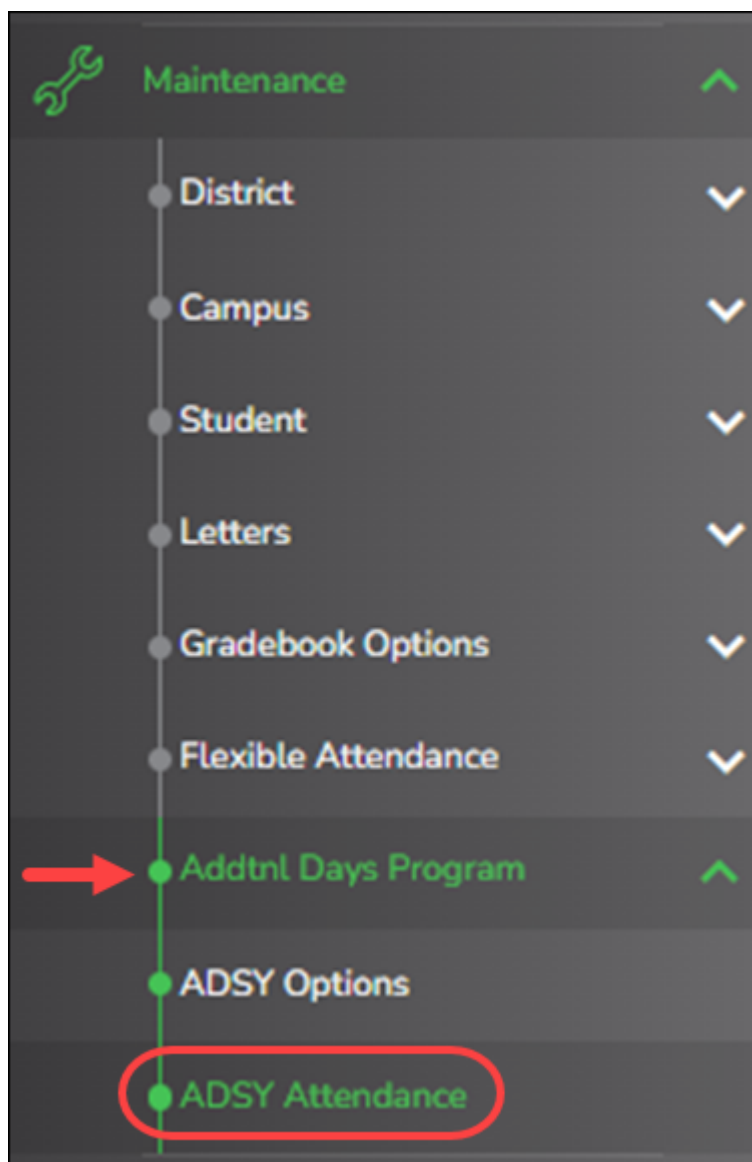 Maintenance
District
Campus
Student
Letters
Gradebook Options
Flexible Attendance
Addtnl Days Program
ADSY Options
ADSY Attendance